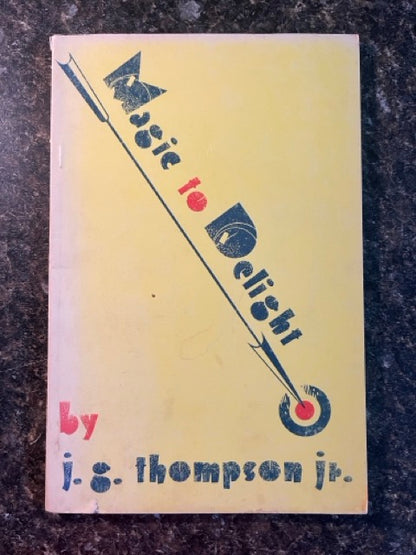 Magic to Delight
by
j. g. thompson jr.